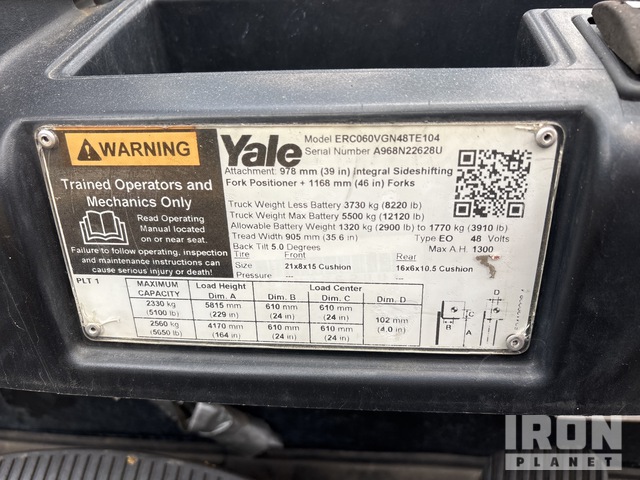 WARNING
Trained Operators and
Mechanics Only
Read Operating
Manual located
on or near seat.
Failure to follow operating, inspection
and maintenance instructions can
cause serious injury or death!
Yale
Model ERC060VGN48TE104
Serial Number A968N22628U
Attachment: 978 mm (39 in) Integral Sideshifting
Fork Positioner + 1168 mm (46 in) Forks
Truck Weight Less Battery 3730 kg (8220 lb)
Truck Weight Max Battery 5500 kg (12120 lb)
Allowable Battery Weight 1320 kg (2900 lb) to 1770 kg (3910 lb)
Tread Width 905 mm (35.6 in) Type EO 48 Volts
Back Tilt 5.0 Degrees Max A.H. 1300
Tire Front Rear
Size 21x8x15 Cushion 16x6x10.5 Cushion
Pressure --- ---
PLT 1
MAXIMUM CAPACITY Load Height Dim. A Load Center
Dim. B Dim. C Dim. D
2330 kg 5815 mm 610 mm 610 mm 102 mm
(5100 lb) (229 in) (24 in) (24 in) (4.0 in)
2560 kg 4170 mm 610 mm 610 mm
(5650 lb) (164 in) (24 in) (24 in)
D
C
B
A
IRON
PLANET